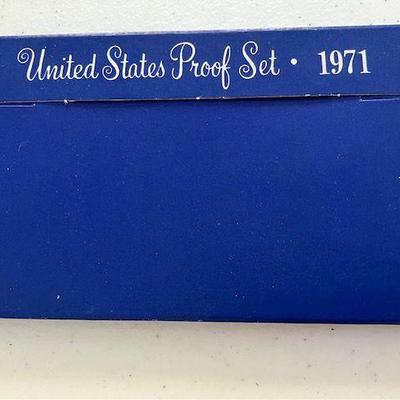 United States Proof Set • 1971